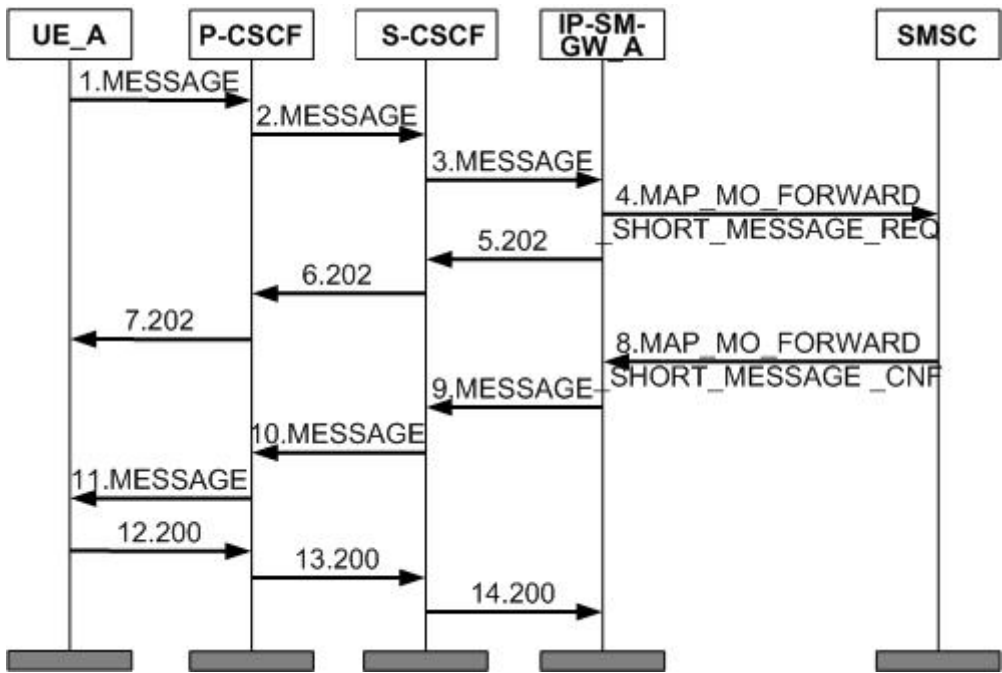 UE_A
P-CSCF
S-CSCF
IP-SM-
GW_A
SMSC
1.MESSAGE
2.MESSAGE
3.MESSAGE
4.MAP_MO_FORWARD
_SHORT_MESSAGE_REQ
5.202
6.202
7.202
8.MAP_MO_FORWARD
_SHORT_MESSAGE _CNF
9.MESSAGE
10.MESSAGE
11.MESSAGE
12.200
13.200
14.200